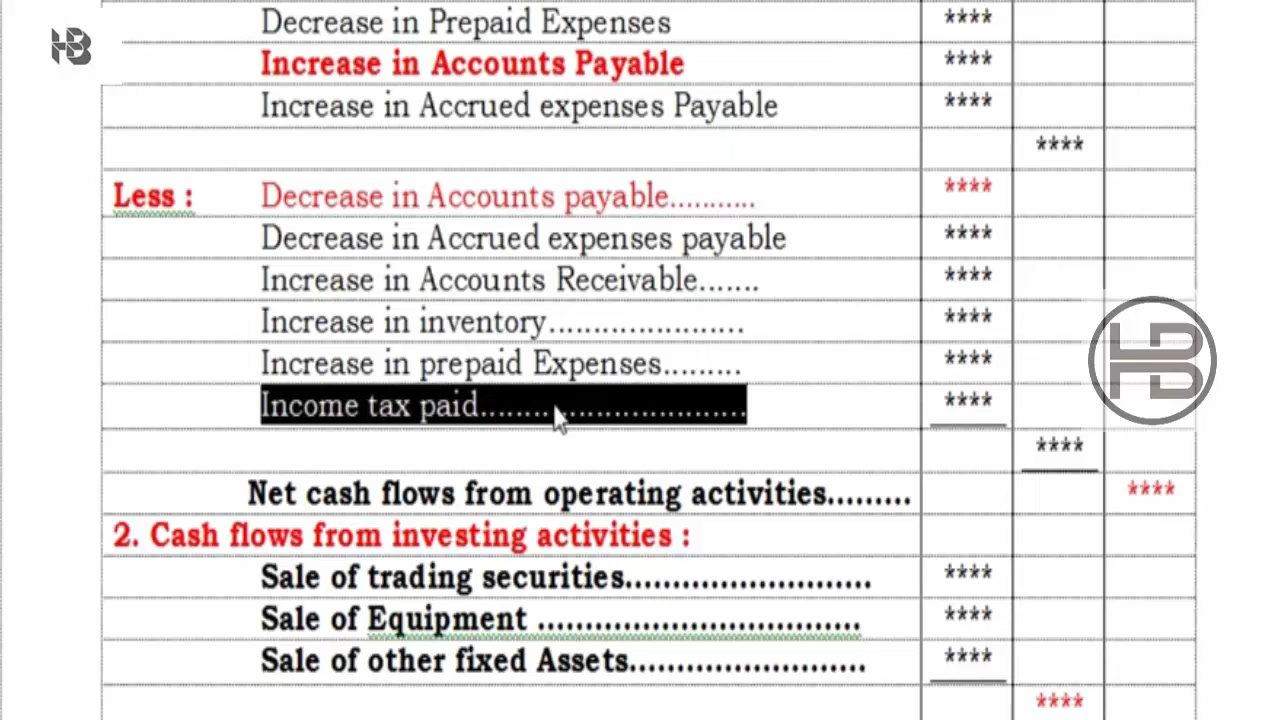 HB
Decrease in Prepaid Expenses ****
Increase in Accounts Payable ****
Increase in Accrued expenses Payable ****
****
Less : Decrease in Accounts payable........... ****
Decrease in Accrued expenses payable ****
Increase in Accounts Receivable....... ****
Increase in inventory...................... ****
Increase in prepaid Expenses......... ****
Income tax paid.............................. ****
****
Net cash flows from operating activities......... ****
2. Cash flows from investing activities :
Sale of trading securities.......................... ****
Sale of Equipment .................................. ****
Sale of other fixed Assets......................... ****
****
HB